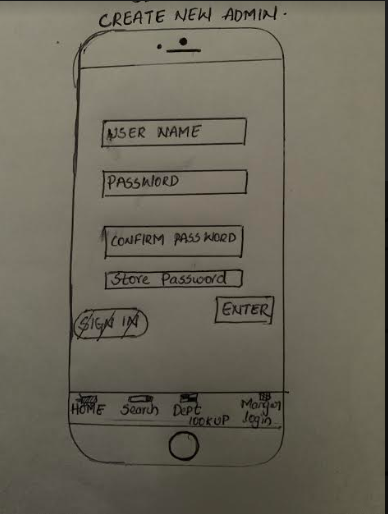 CREATE NEW ADMIN.
USER NAME
PASSWORD
CONFIRM PASSWORD
Store Password
ENTER
SIGN IN
HOME Search Dept LOOKUP
login